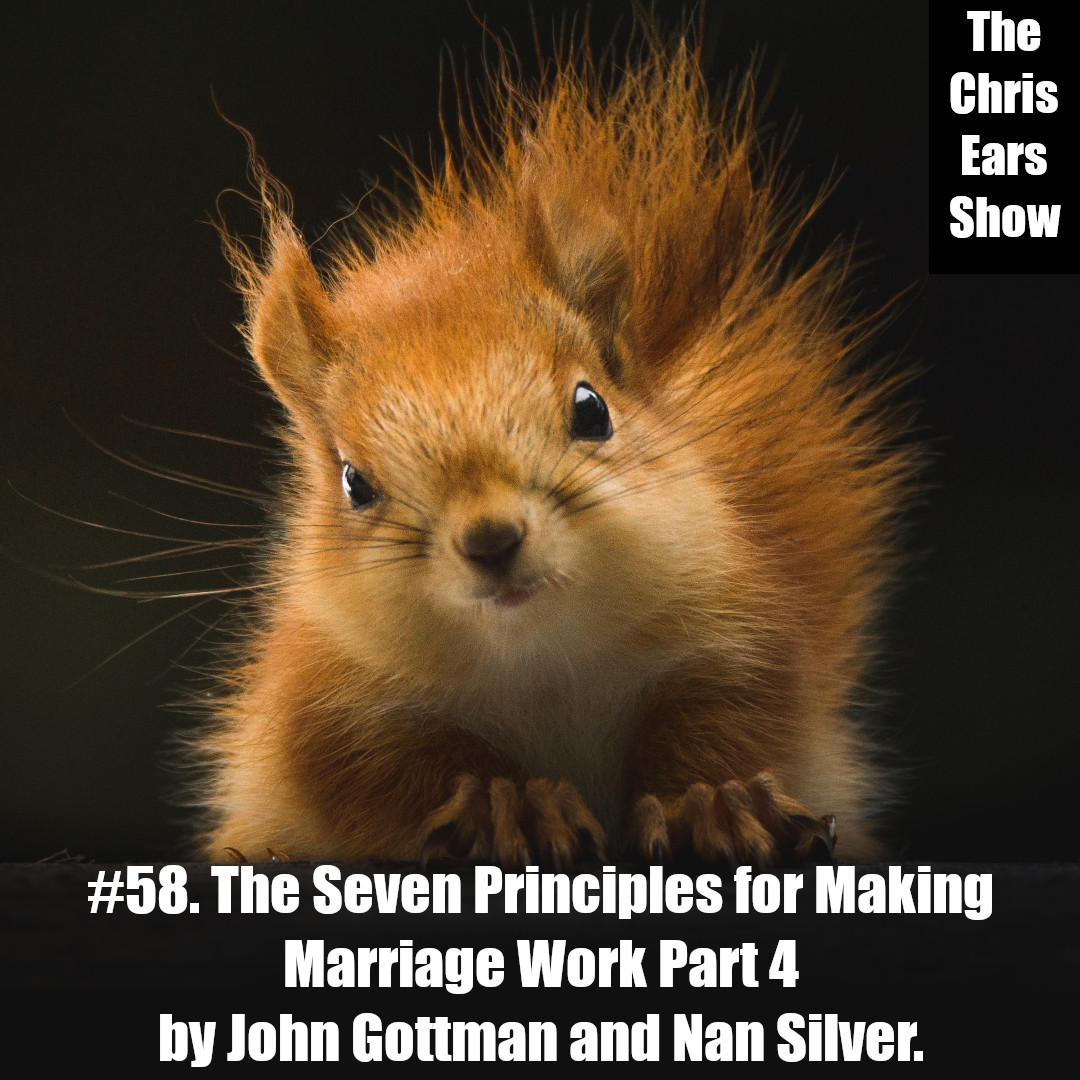 The
Chris
Ears
Show
#58. The Seven Principles for Making
Marriage Work Part 4
by John Gottman and Nan Silver.